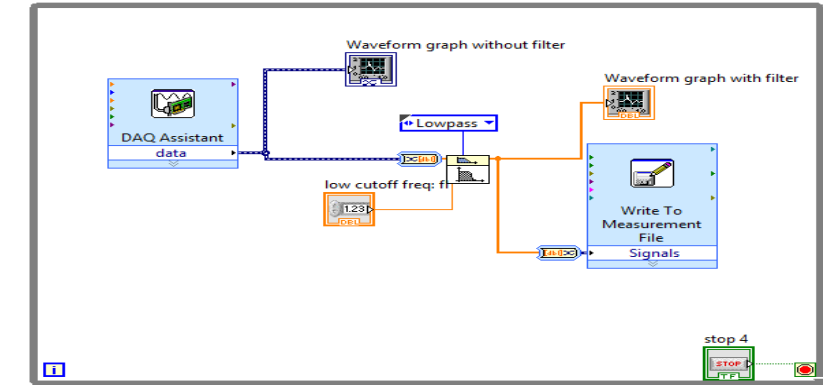 Waveform graph without filter
Waveform graph with filter
DAQ Assistant
data
Lowpass
DBL
low cutoff freq: fl
1.23
DBL
Write To
Measurement
File
Signals
stop 4
STOP
TF
i